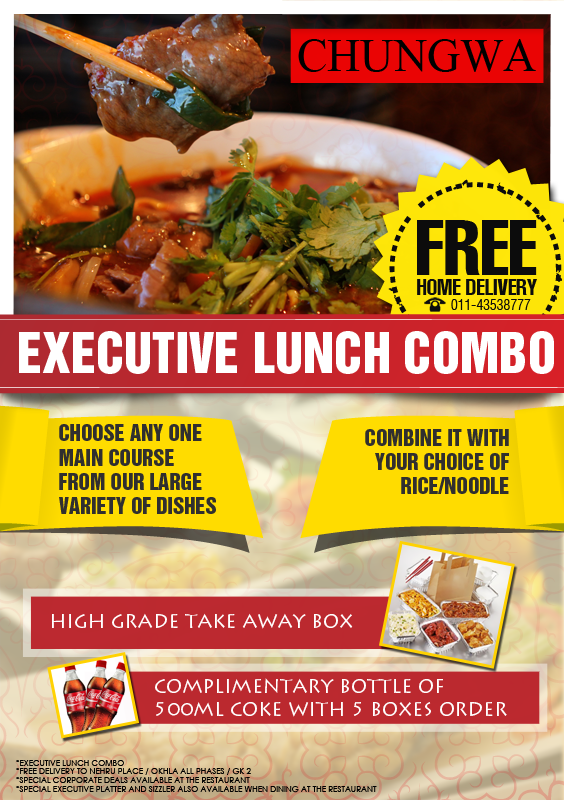 CHUNGWA
FREE
HOME DELIVERY
☎ 011-43538777
EXECUTIVE LUNCH COMBO
CHOOSE ANY ONE
MAIN COURSE
FROM OUR LARGE
VARIETY OF DISHES
COMBINE IT WITH
YOUR CHOICE OF
RICE/NOODLE
HIGH GRADE TAKE AWAY BOX
COMPLIMENTARY BOTTLE OF
500ML COKE WITH 5 BOXES ORDER
*EXECUTIVE LUNCH COMBO
*FREE DELIVERY TO NEHRU PLACE / OKHLA ALL PHASES / GK 2
*SPECIAL CORPORATE DEALS AVAILABLE AT THE RESTAURANT
*SPECIAL EXECUTIVE PLATTER AND SIZZLER ALSO AVAILABLE WHEN DINING AT THE RESTAURANT